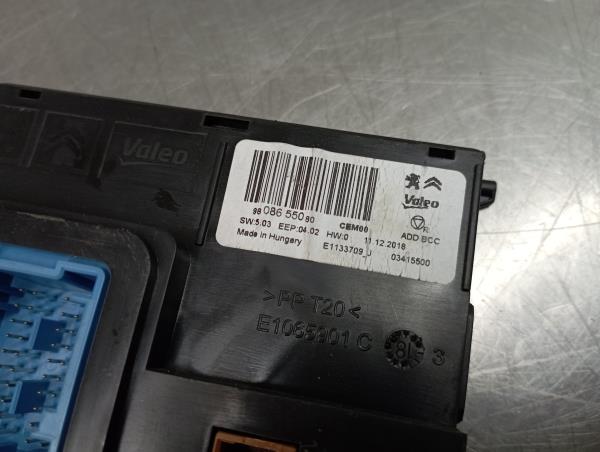 Valeo
98 086 550 80
CEM00
Valeo
SW:5.03 EEP:04.02 HW:0 11.12.2018
ADD BCC
Made in Hungary
E1133709_J
03415500
>PP T20<
E1065901 C
3